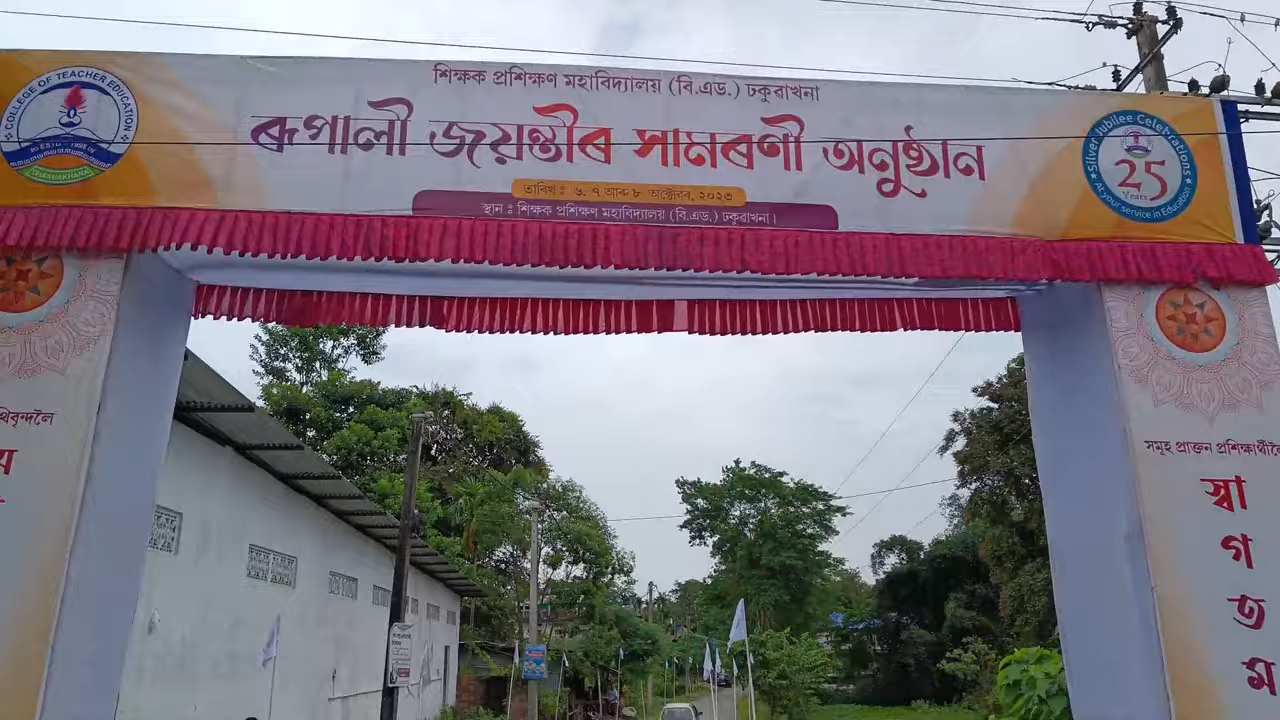 COLLEGE OF TEACHER EDUCATION
DHAKUAKHANA
শিক্ষক প্ৰশিক্ষণ মহাবিদ্যালয় (বি.এড.) ঢকুৱাখনা
ৰূপালী জয়ন্তীৰ সামৰণী অনুষ্ঠান
তাৰিখ : ৬, ৭ আৰু ৮ অক্টোবৰ, ২০২৩
স্থান : শিক্ষক প্ৰশিক্ষণ মহাবিদ্যালয় (বি.এড.) ঢকুৱাখনা।
Silver Jubilee Celebrations
25
Years
At your service in Education
সমূহ প্ৰাক্তন প্ৰশিক্ষাৰ্থীলৈ
স্বা
গ
ত
ম